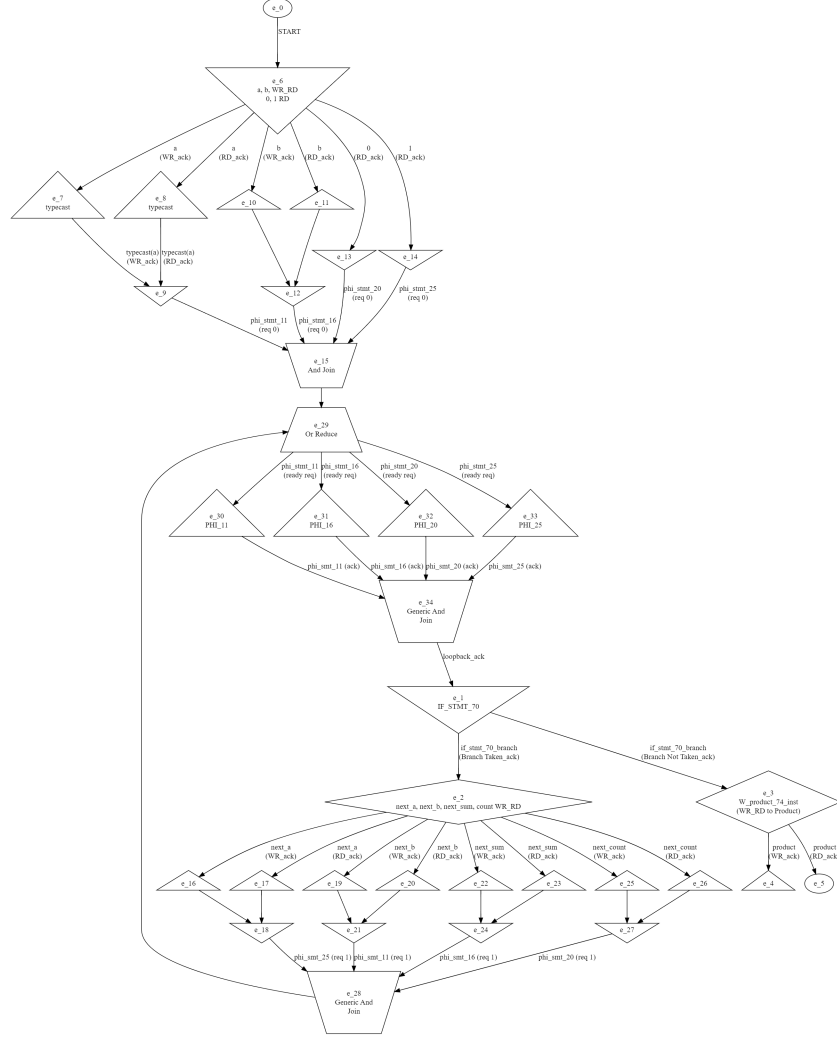 e_0
START
e_6
a, b, WR_RD
0, 1 RD
a
(WR_ack)
a
(RD_ack)
b
(WR_ack)
b
(RD_ack)
0
(RD_ack)
1
(RD_ack)
e_7
typecast
e_8
typecast
e_10
e_11
e_13
e_14
typecast(a)
(WR_ack)
typecast(a)
(RD_ack)
e_9
e_12
phi_stmt_20
(req 0)
phi_stmt_25
(req 0)
phi_stmt_11
(req 0)
phi_stmt_16
(req 0)
e_15
And Join
e_29
Or Reduce
phi_stmt_11
(ready req)
phi_stmt_16
(ready req)
phi_stmt_20
(ready req)
phi_stmt_25
(ready req)
e_30
PHI_11
e_31
PHI_16
e_32
PHI_20
e_33
PHI_25
phi_smt_11 (ack)
phi_smt_16 (ack)
phi_smt_20 (ack)
phi_smt_25 (ack)
e_34
Generic And
Join
loopback_ack
e_1
IF_STMT_70
if_stmt_70_branch
(Branch Taken_ack)
if_stmt_70_branch
(Branch Not Taken_ack)
e_2
next_a, next_b, next_sum, count WR_RD
e_3
W_product_74_inst
(WR_RD to Product)
next_a
(WR_ack)
next_a
(RD_ack)
next_b
(WR_ack)
next_b
(RD_ack)
next_sum
(WR_ack)
next_sum
(RD_ack)
next_count
(WR_ack)
next_count
(RD_ack)
product
(WR_ack)
product
(RD_ack
e_16
e_17
e_19
e_20
e_22
e_23
e_25
e_26
e_4
e_5
e_18
e_21
e_24
e_27
phi_smt_25 (req 1)
phi_smt_11 (req 1)
phi_smt_16 (req 1)
phi_smt_20 (req 1)
e_28
Generic And
Join